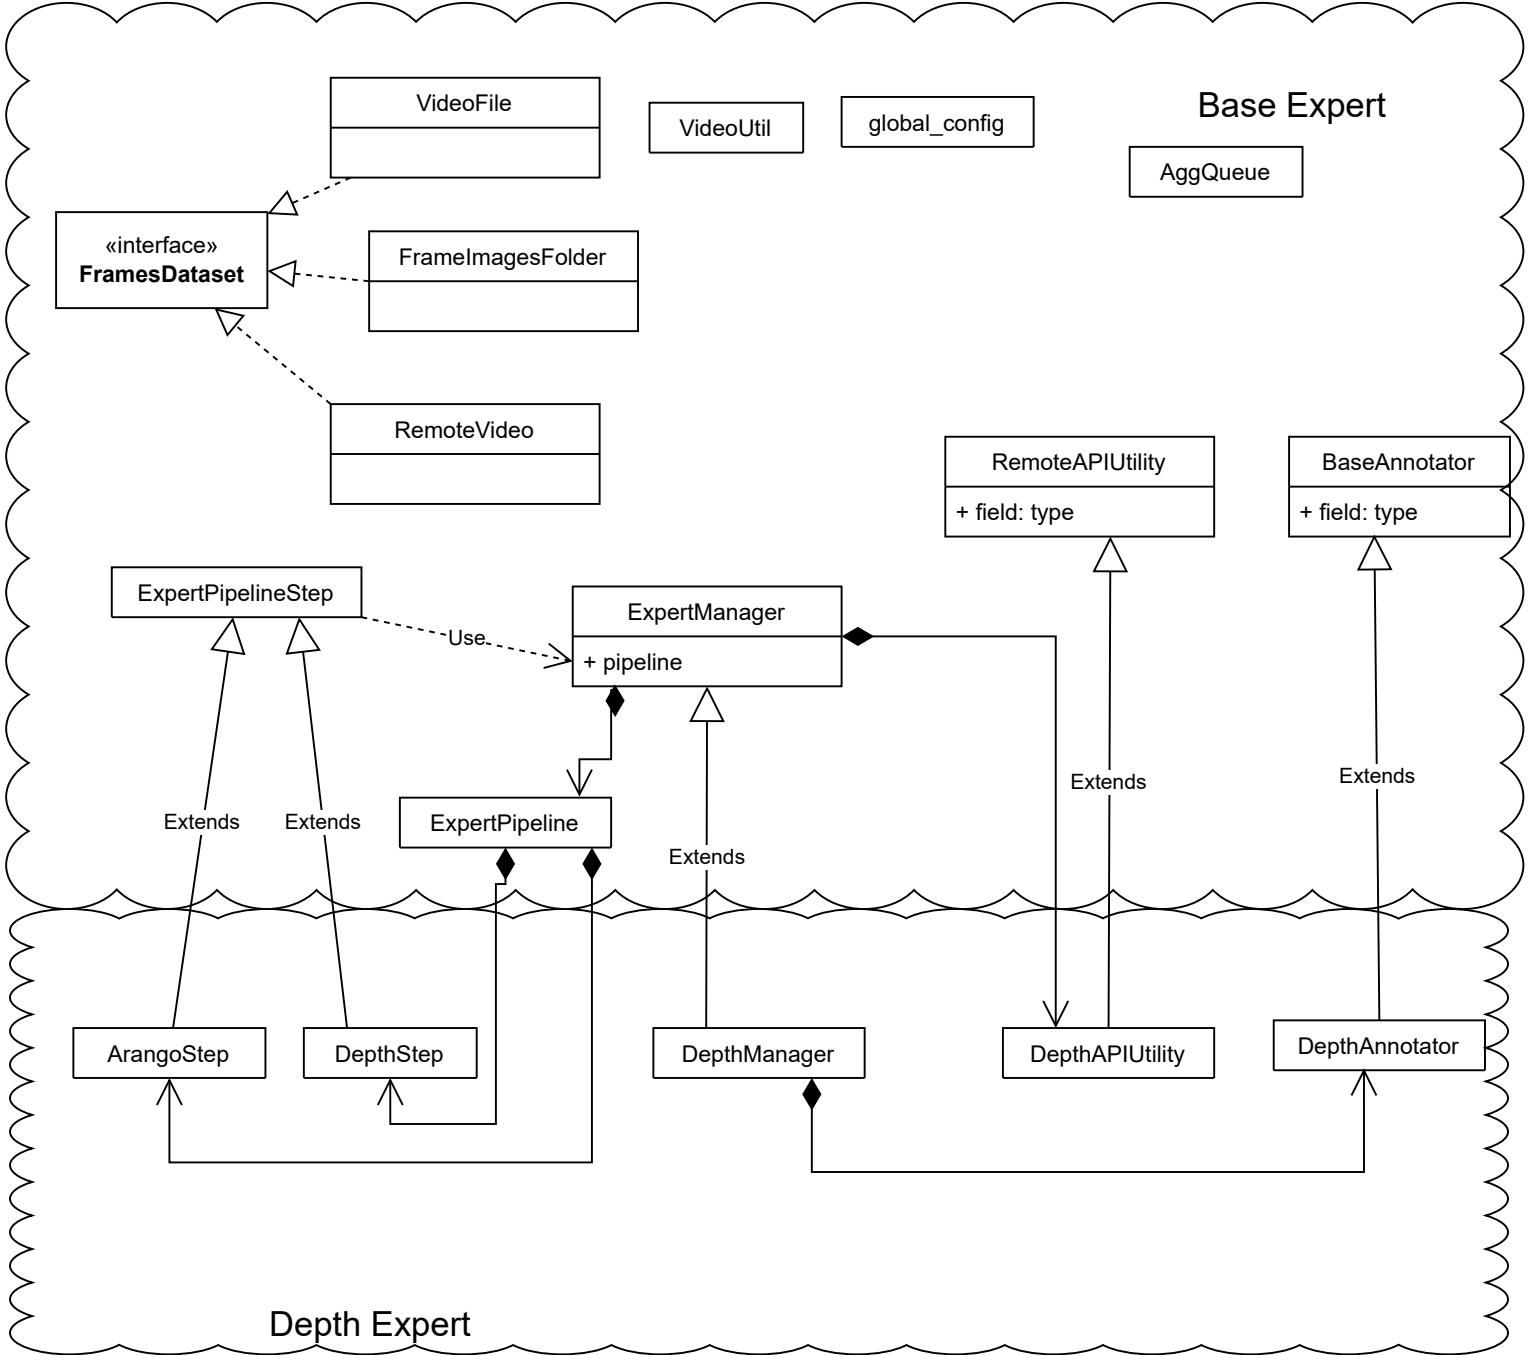 Base Expert
VideoFile
VideoUtil
global_config
AggQueue
«interface»
FramesDataset
FrameImagesFolder
RemoteVideo
RemoteAPIUtility
+ field: type
BaseAnnotator
+ field: type
ExpertPipelineStep
Use
ExpertManager
+ pipeline
Extends
Extends
ExpertPipeline
Extends
Extends
Extends
ArangoStep
DepthStep
DepthManager
DepthAPIUtility
DepthAnnotator
Depth Expert